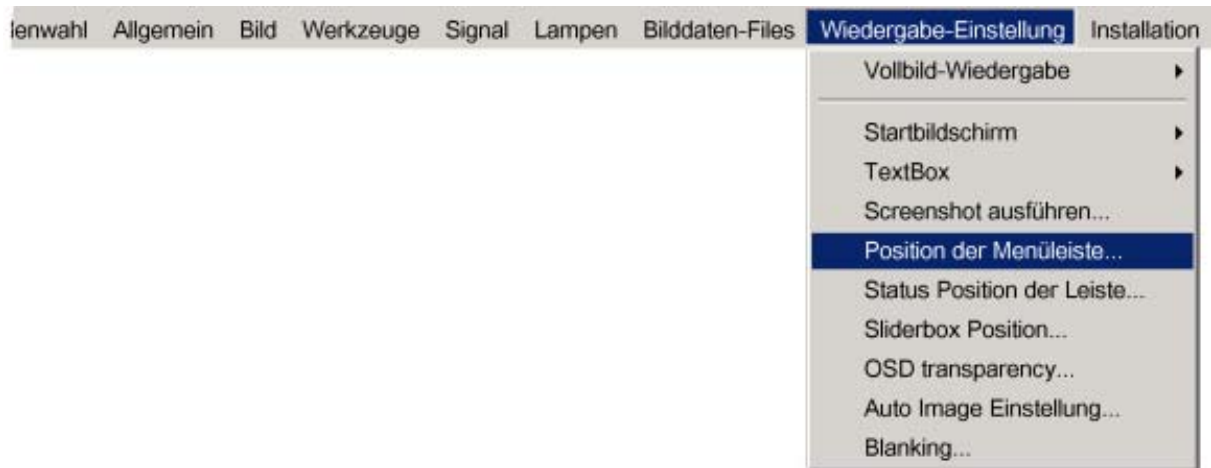 lenwahl Allgemein Bild Werkzeuge Signal Lampen Bilddaten-Files Wiedergabe-Einstellung Installation
Vollbild-Wiedergabe
Startbildschirm
TextBox
Screenshot ausführen...
Position der Menüleiste...
Status Position der Leiste...
Sliderbox Position...
OSD transparency...
Auto Image Einstellung...
Blanking...